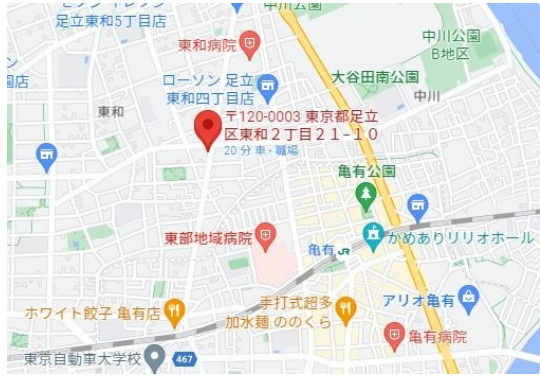 足立東和5丁目店
中川公園
東和病院
中川公園
B地区
大谷田南公園
ローソン 足立
東和四丁目店
園店
東和
中川
〒120-0003 東京都足立
区東和2丁目21-10
20 分 車 - 職場
亀有公園
東部地域病院
亀有
JR
かめありリリオホール
アリオ亀有
手打式超多
加水麺 ののくら
ホワイト餃子 亀有店
亀有病院
東京自動車大学校
467